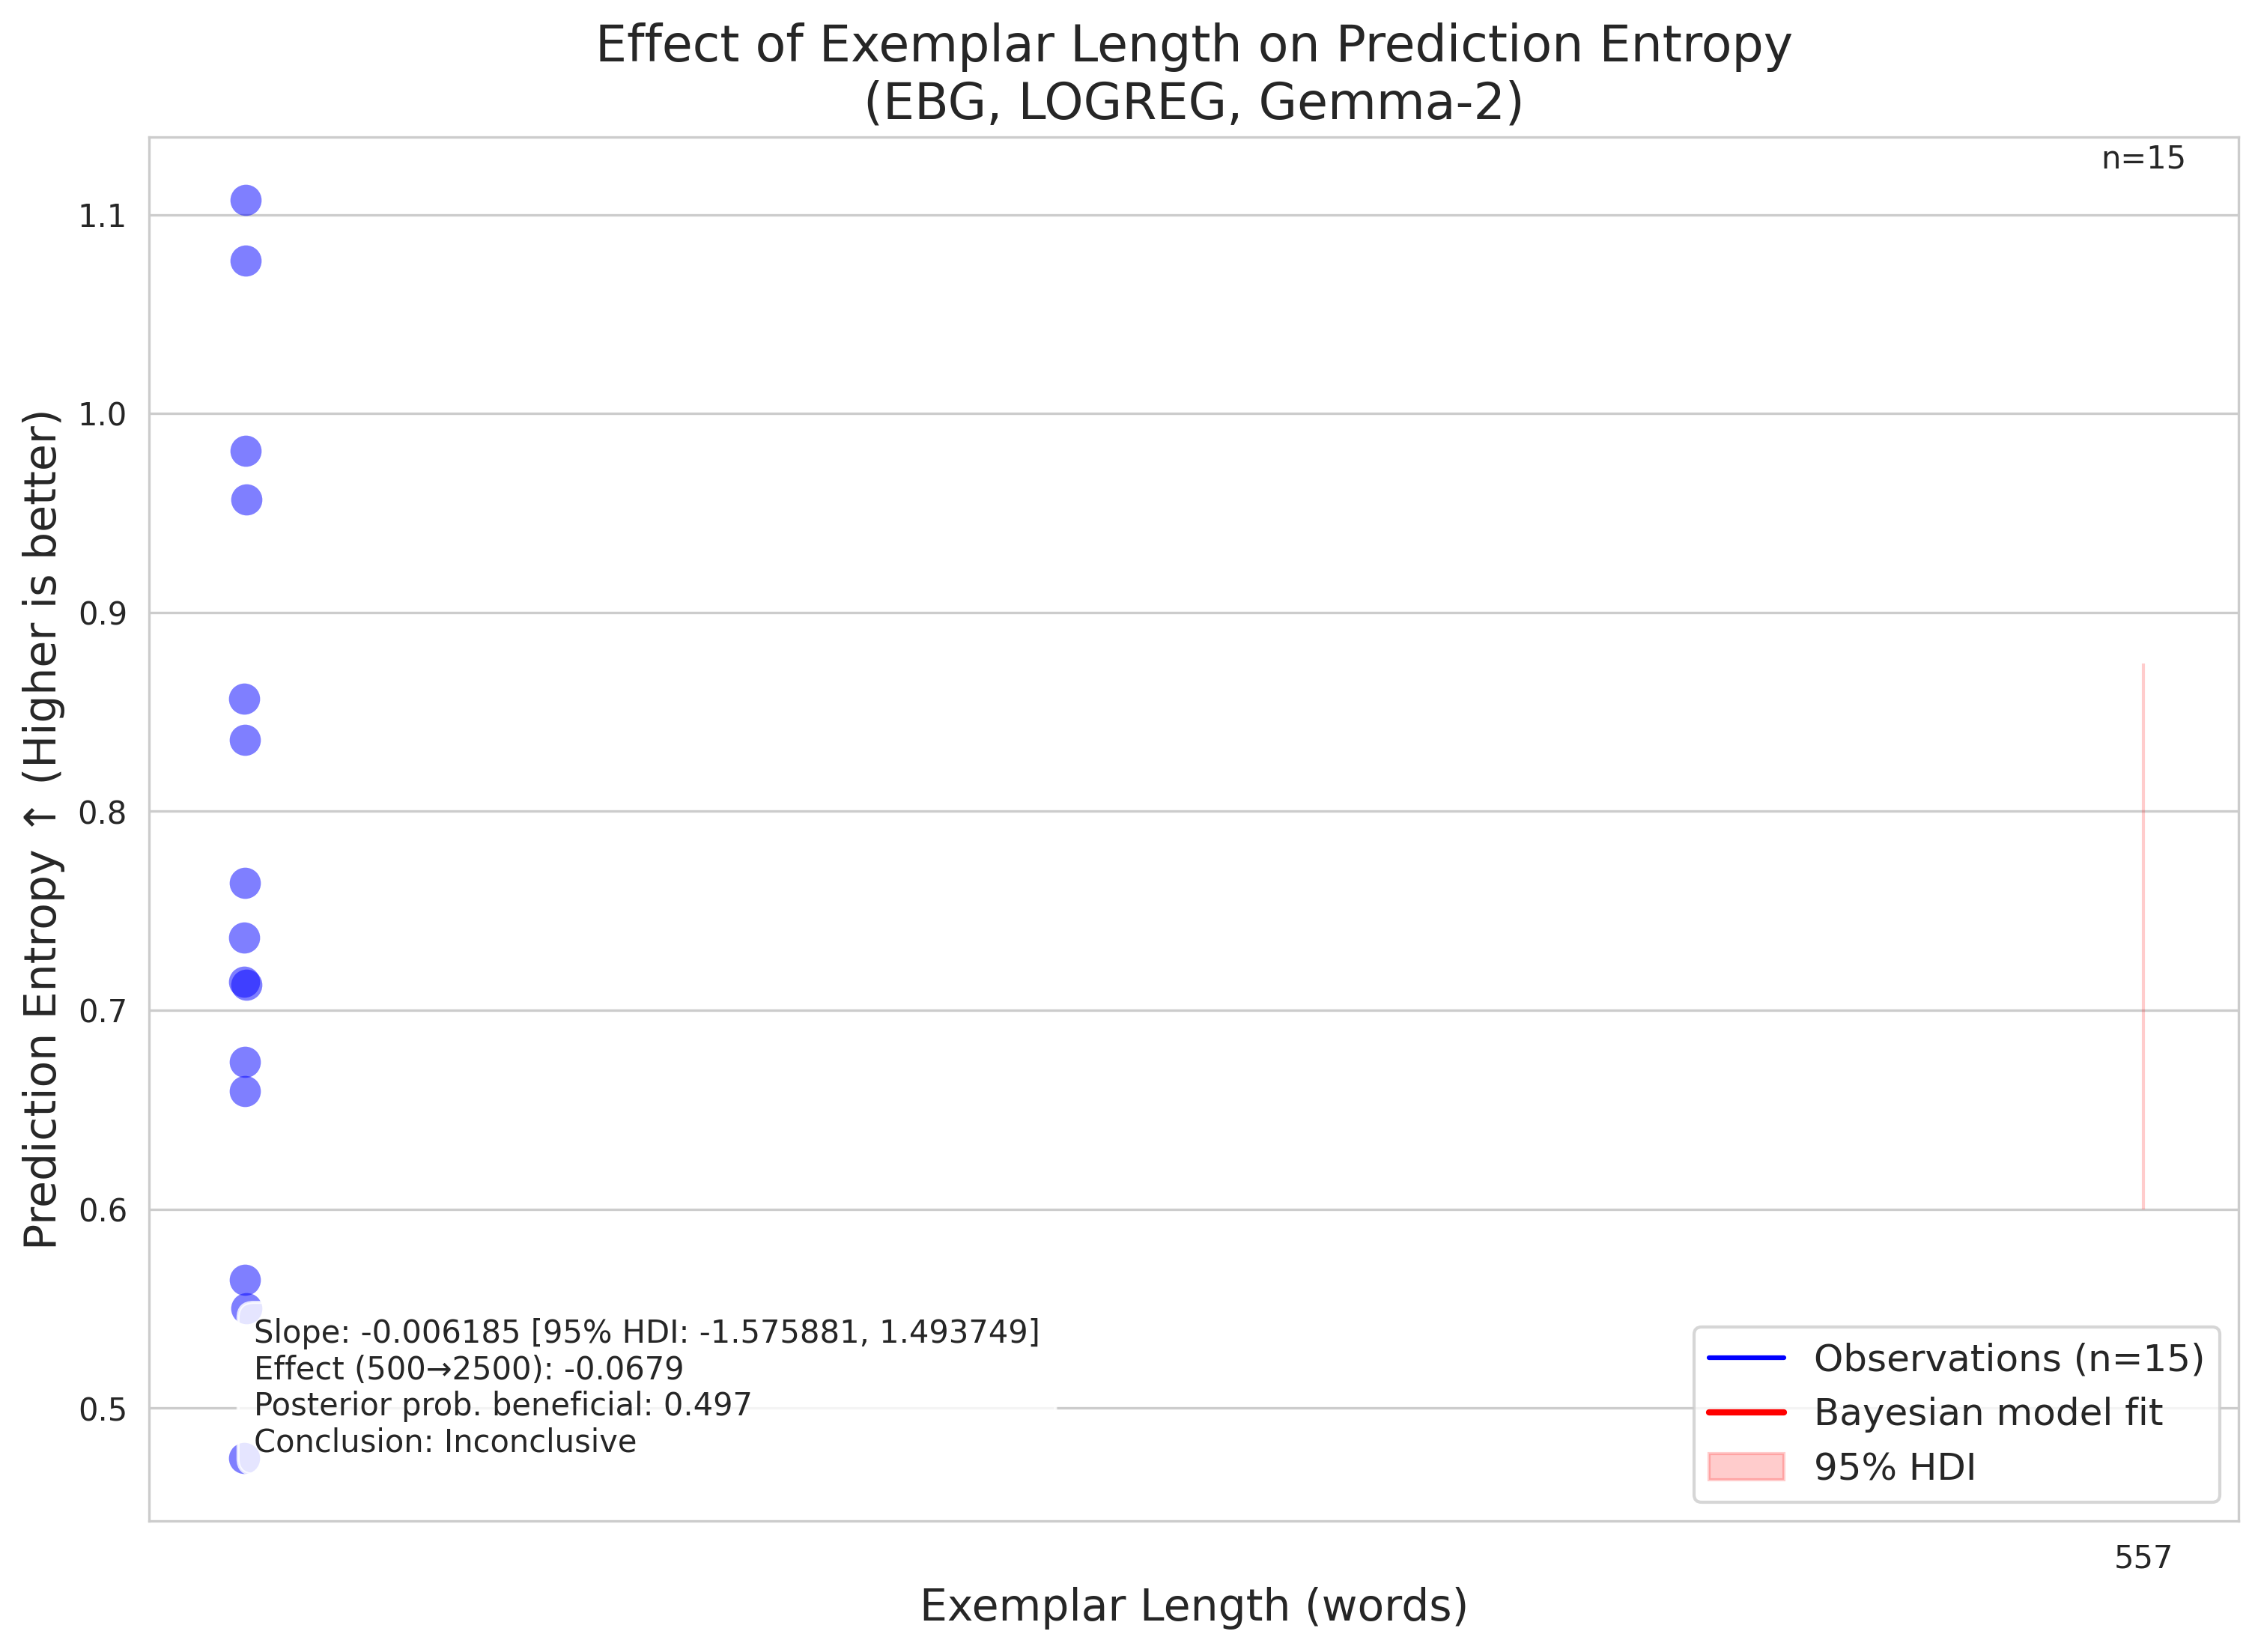 Effect of Exemplar Length on Prediction Entropy
(EBG, LOGREG, Gemma-2)
n=15
Prediction Entropy ↑ (Higher is better)
1.1
1.0
0.9
0.8
0.7
0.6
0.5
Slope: -0.006185 [95% HDI: -1.575881, 1.493749]
Effect (500→2500): -0.0679
Posterior prob. beneficial: 0.497
Conclusion: Inconclusive
Observations (n=15)
Bayesian model fit
95% HDI
557
Exemplar Length (words)